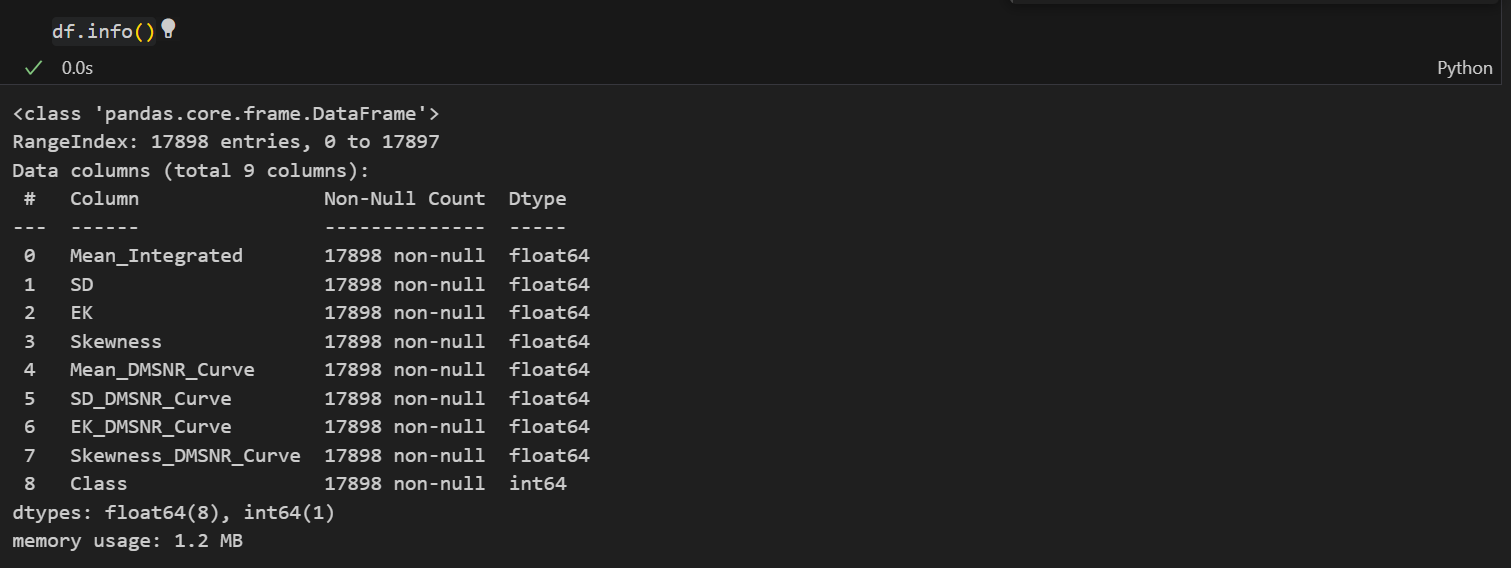 df.info()
0.0s
Python
<class 'pandas.core.frame.DataFrame'>
RangeIndex: 17898 entries, 0 to 17897
Data columns (total 9 columns):
 #   Column                Non-Null Count  Dtype
---  ------                --------------  -----
 0   Mean_Integrated       17898 non-null  float64
 1   SD                    17898 non-null  float64
 2   EK                    17898 non-null  float64
 3   Skewness              17898 non-null  float64
 4   Mean_DMSNR_Curve      17898 non-null  float64
 5   SD_DMSNR_Curve        17898 non-null  float64
 6   EK_DMSNR_Curve        17898 non-null  float64
 7   Skewness_DMSNR_Curve  17898 non-null  float64
 8   Class                 17898 non-null  int64
dtypes: float64(8), int64(1)
memory usage: 1.2 MB